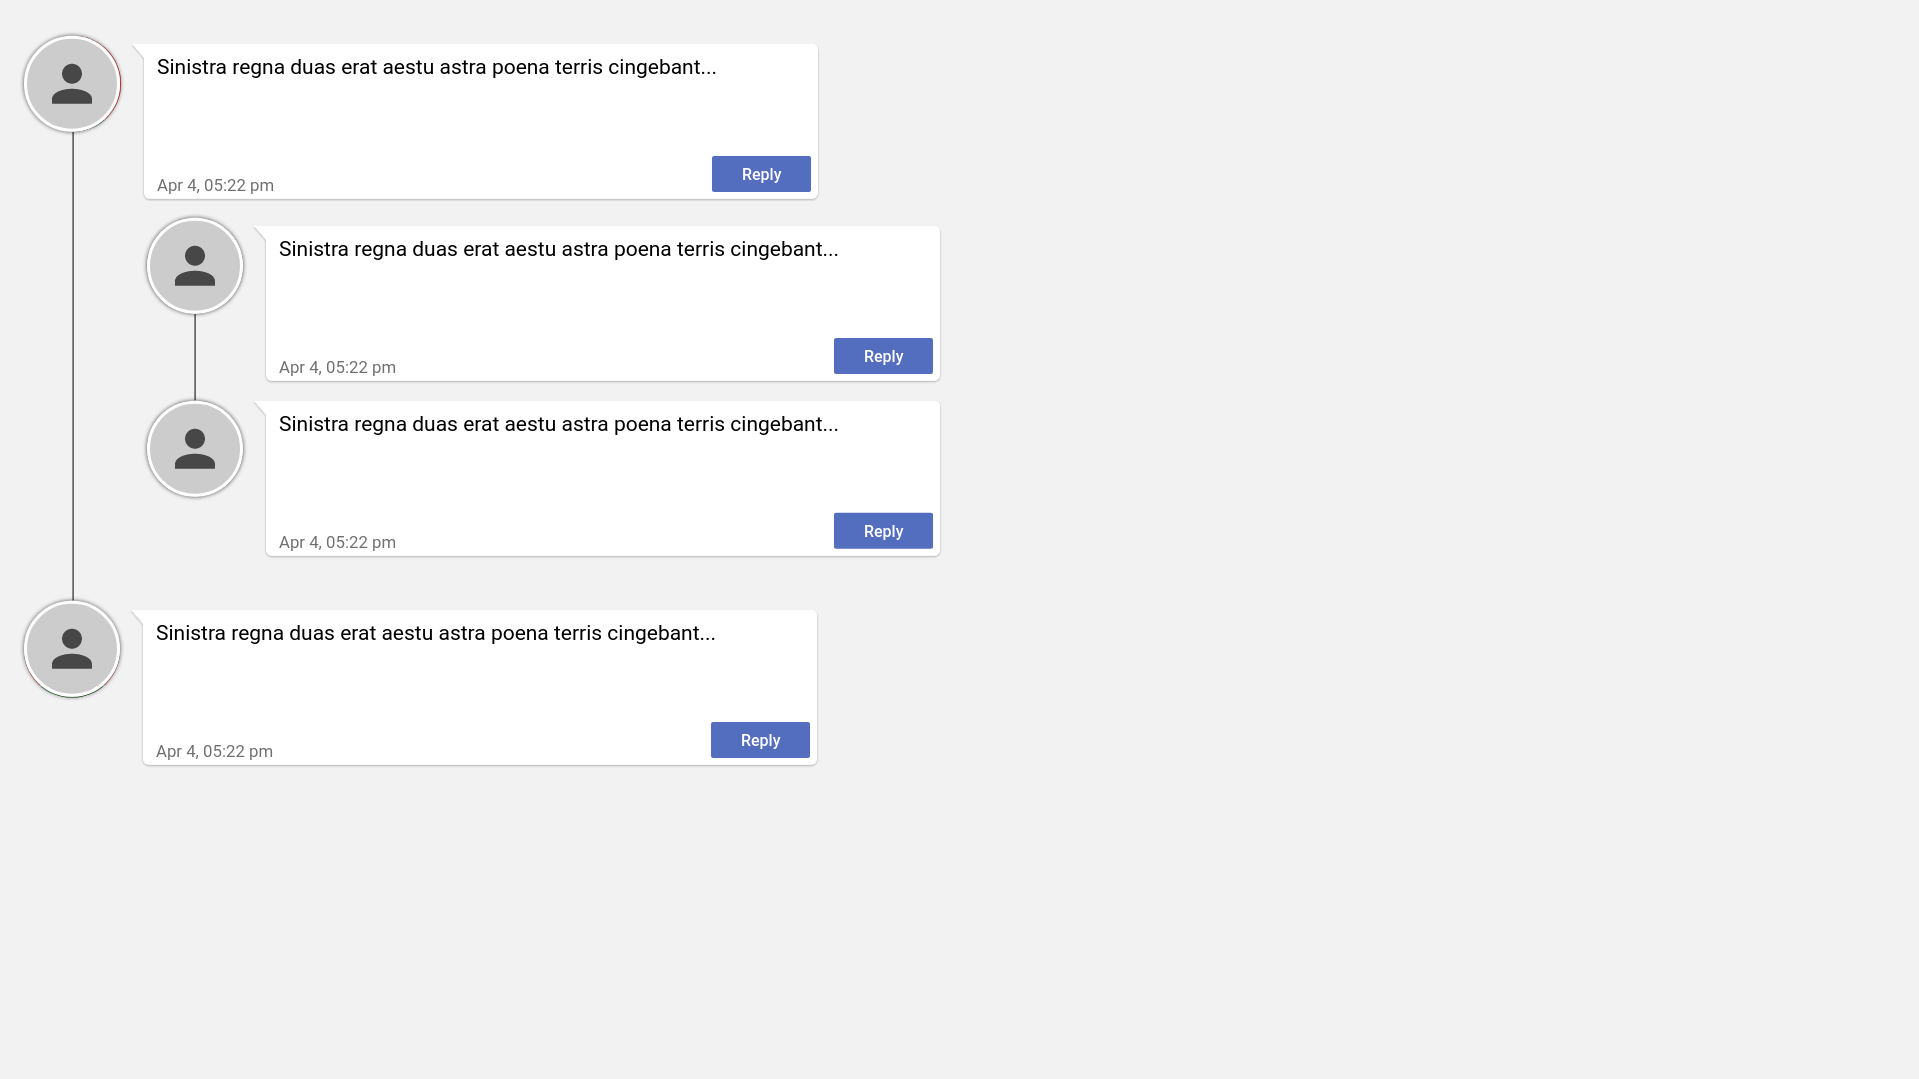 Sinistra regna duas erat aestu astra poena terris cingebant...
Apr 4, 05:22 pm
Reply
Sinistra regna duas erat aestu astra poena terris cingebant...
Apr 4, 05:22 pm
Reply
Sinistra regna duas erat aestu astra poena terris cingebant...
Apr 4, 05:22 pm
Reply
Sinistra regna duas erat aestu astra poena terris cingebant...
Apr 4, 05:22 pm
Reply